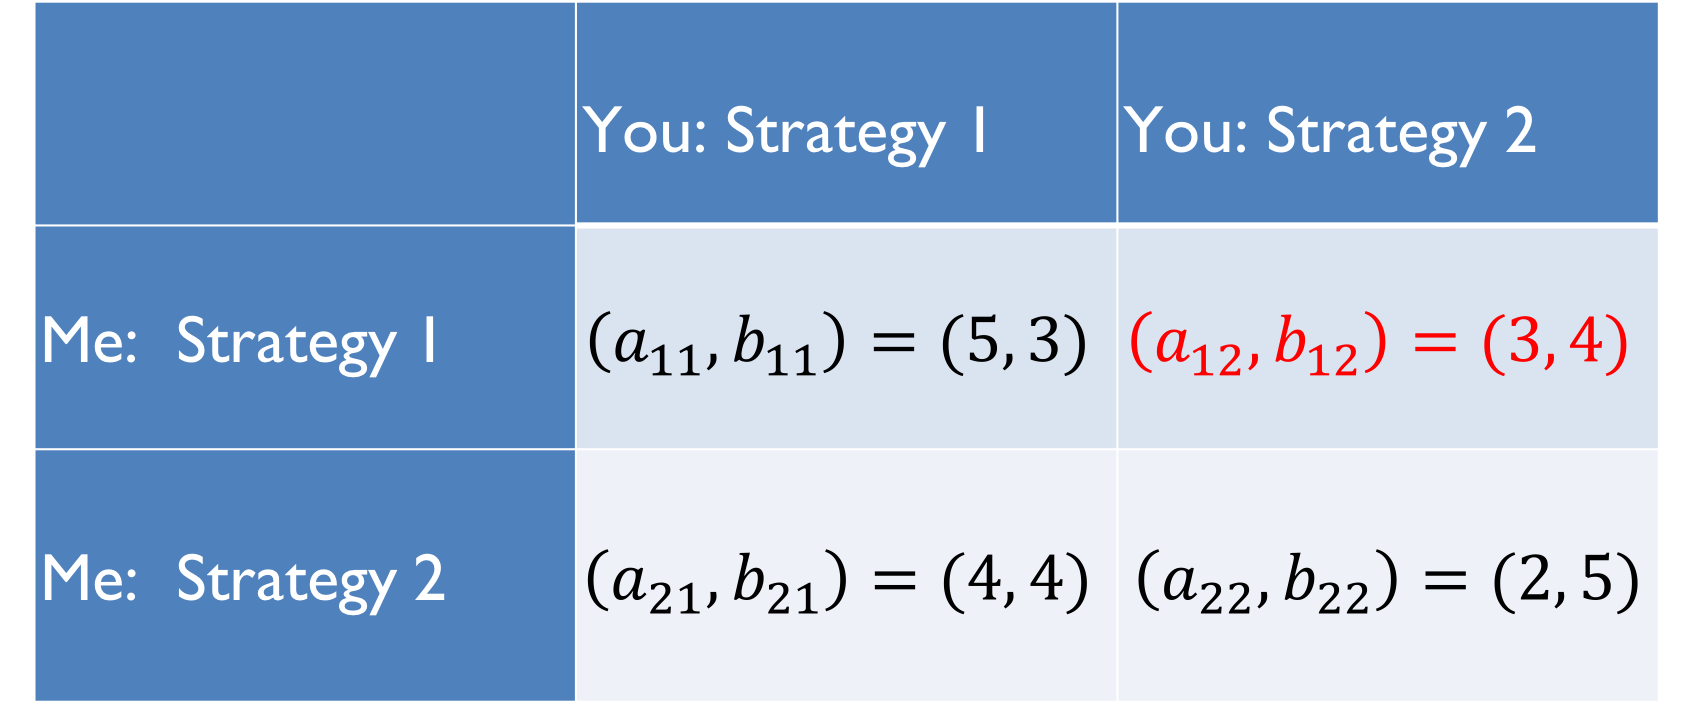 You: Strategy 1 You: Strategy 2
Me: Strategy 1 (a₁₁, b₁₁) = (5, 3) (a₁₂, b₁₂) = (3, 4)
Me: Strategy 2 (a₂₁, b₂₁) = (4, 4) (a₂₂, b₂₂) = (2, 5)